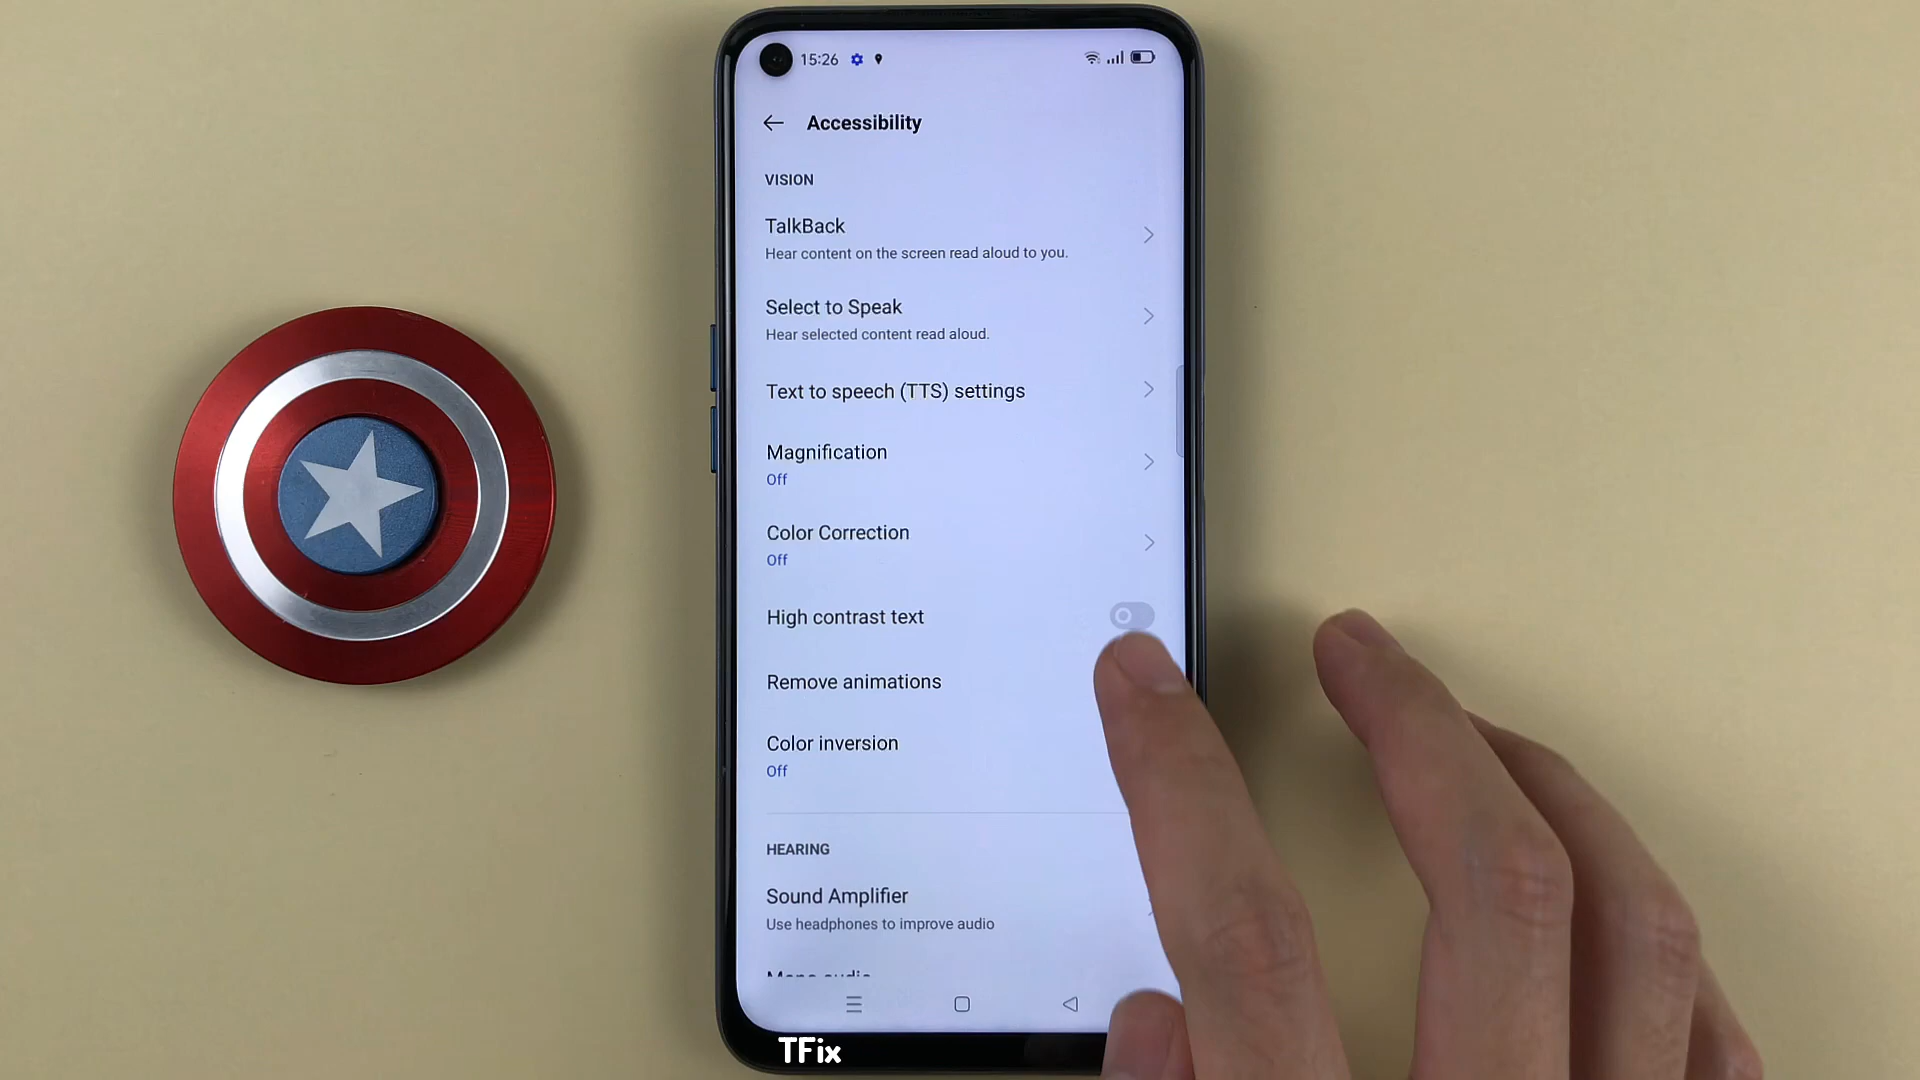 15:26
Accessibility
VISION
TalkBack
Hear content on the screen read aloud to you.
Select to Speak
Hear selected content read aloud.
Text to speech (TTS) settings
Magnification
Off
Color Correction
Off
High contrast text
Remove animations
Color inversion
Off
HEARING
Sound Amplifier
Use headphones to improve audio
TFix